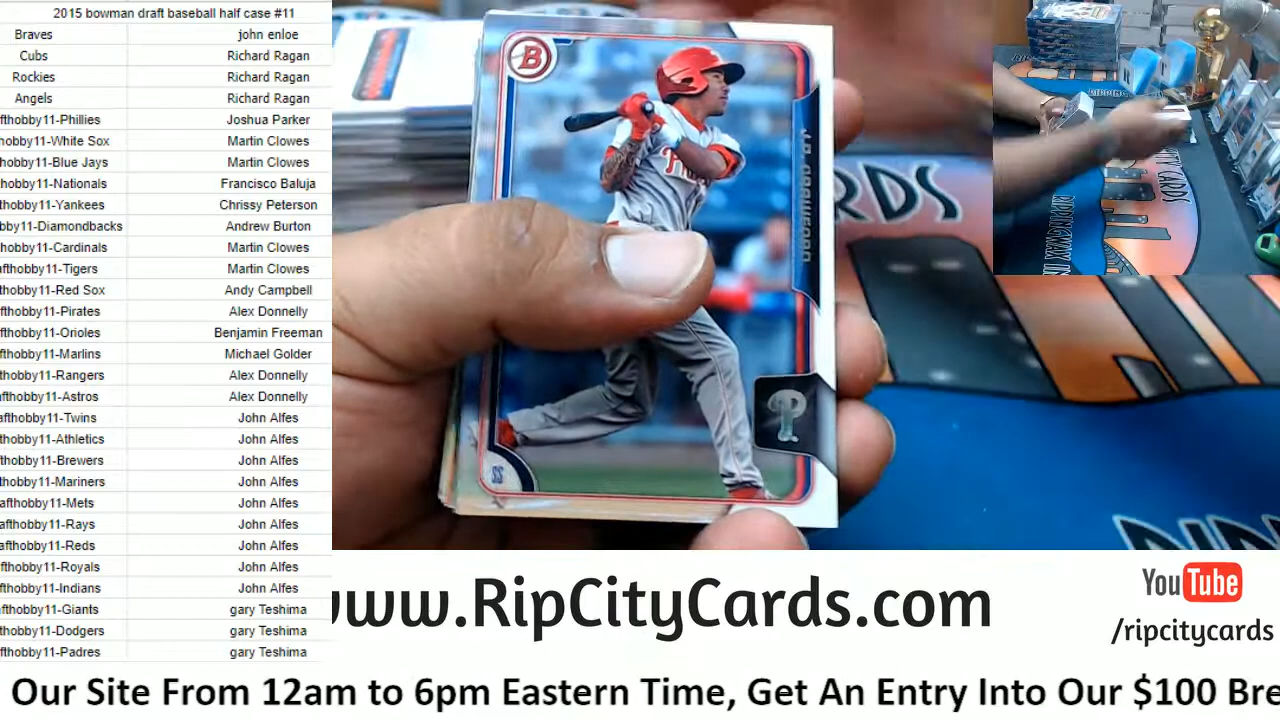 2015 bowman draft baseball half case #11
Braves john enloe
Cubs Richard Ragan
Rockies Richard Ragan
Angels Richard Ragan
fthobby11-Phillies Joshua Parker
hobby11-White Sox Martin Clowes
hobby11-Blue Jays Martin Clowes
hobby11-Nationals Francisco Baluja
thobby11-Yankees Chrissy Peterson
bby11-Diamondbacks Andrew Burton
hobby11-Cardinals Martin Clowes
afthobby11-Tigers Martin Clowes
fthobby11-Red Sox Andy Campbell
fthobby11-Pirates Alex Donnelly
fthobby11-Orioles Benjamin Freeman
fthobby11-Marlins Michael Golder
thobby11-Rangers Alex Donnelly
fthobby11-Astros Alex Donnelly
afthobby11-Twins John Alfes
thobby11-Athletics John Alfes
thobby11-Brewers John Alfes
thobby11-Mariners John Alfes
afthobby11-Mets John Alfes
afthobby11-Rays John Alfes
afthobby11-Reds John Alfes
fthobby11-Royals John Alfes
fthobby11-Indians John Alfes
fthobby11-Giants gary Teshima
thobby11-Dodgers gary Teshima
fthobby11-Padres gary Teshima
B
J.P. CRAWFORD
P
SS
RDS
www.RipCityCards.com
YouTube
/ripcitycards
Our Site From 12am to 6pm Eastern Time, Get An Entry Into Our $100 Bre